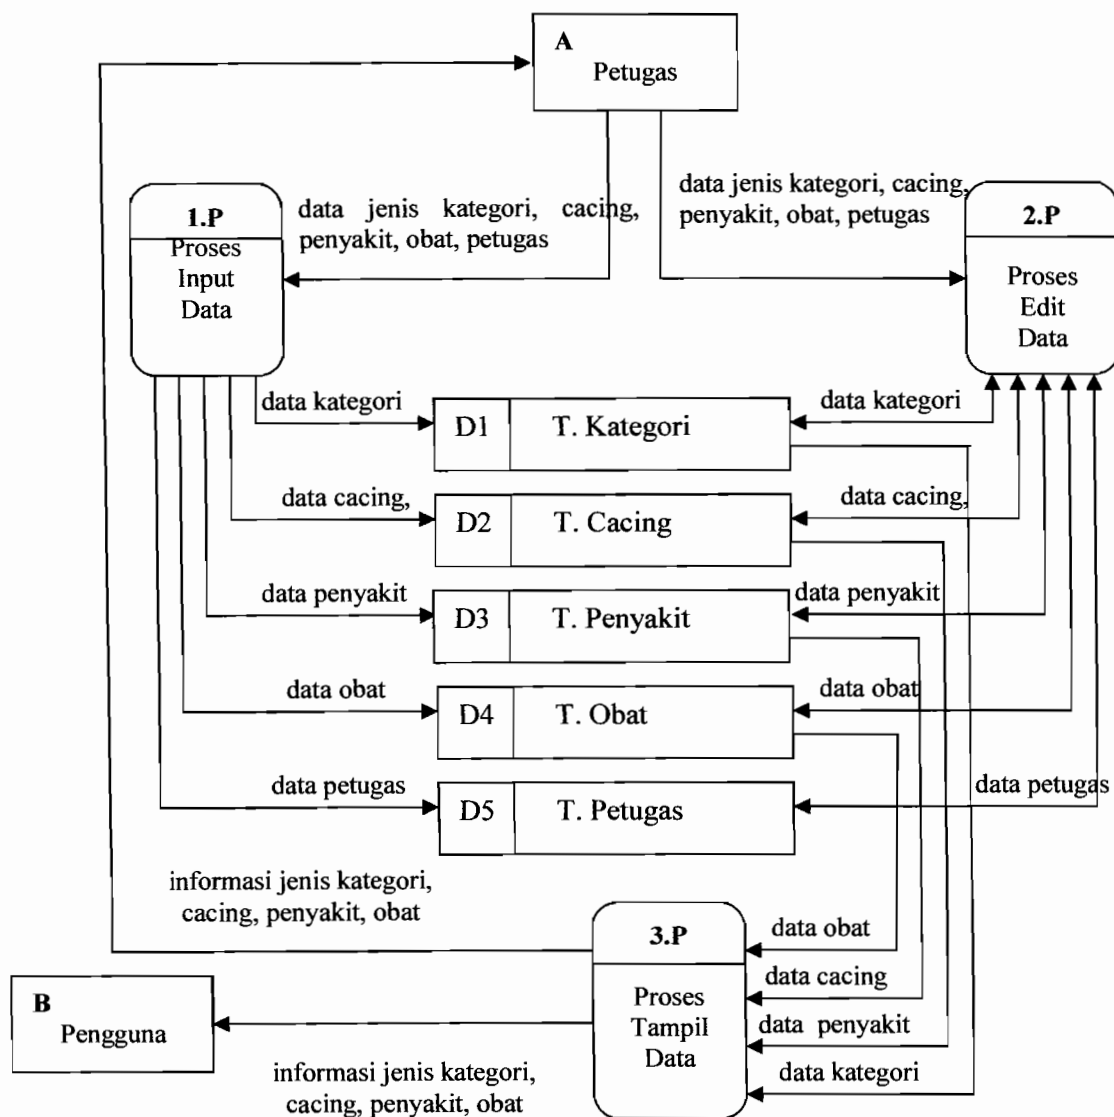 A
Petugas
data jenis kategori, cacing,
penyakit, obat, petugas
data jenis kategori, cacing,
penyakit, obat, petugas
1.P
Proses
Input
Data
2.P
Proses
Edit
Data
data kategori
D1 T. Kategori
data kategori
data cacing,
D2 T. Cacing
data cacing,
data penyakit
D3 T. Penyakit
data penyakit
data obat
D4 T. Obat
data obat
data petugas
D5 T. Petugas
data petugas
informasi jenis kategori,
cacing, penyakit, obat
3.P
Proses
Tampil
Data
data obat
data cacing
data penyakit
data kategori
B
Pengguna
informasi jenis kategori,
cacing, penyakit, obat